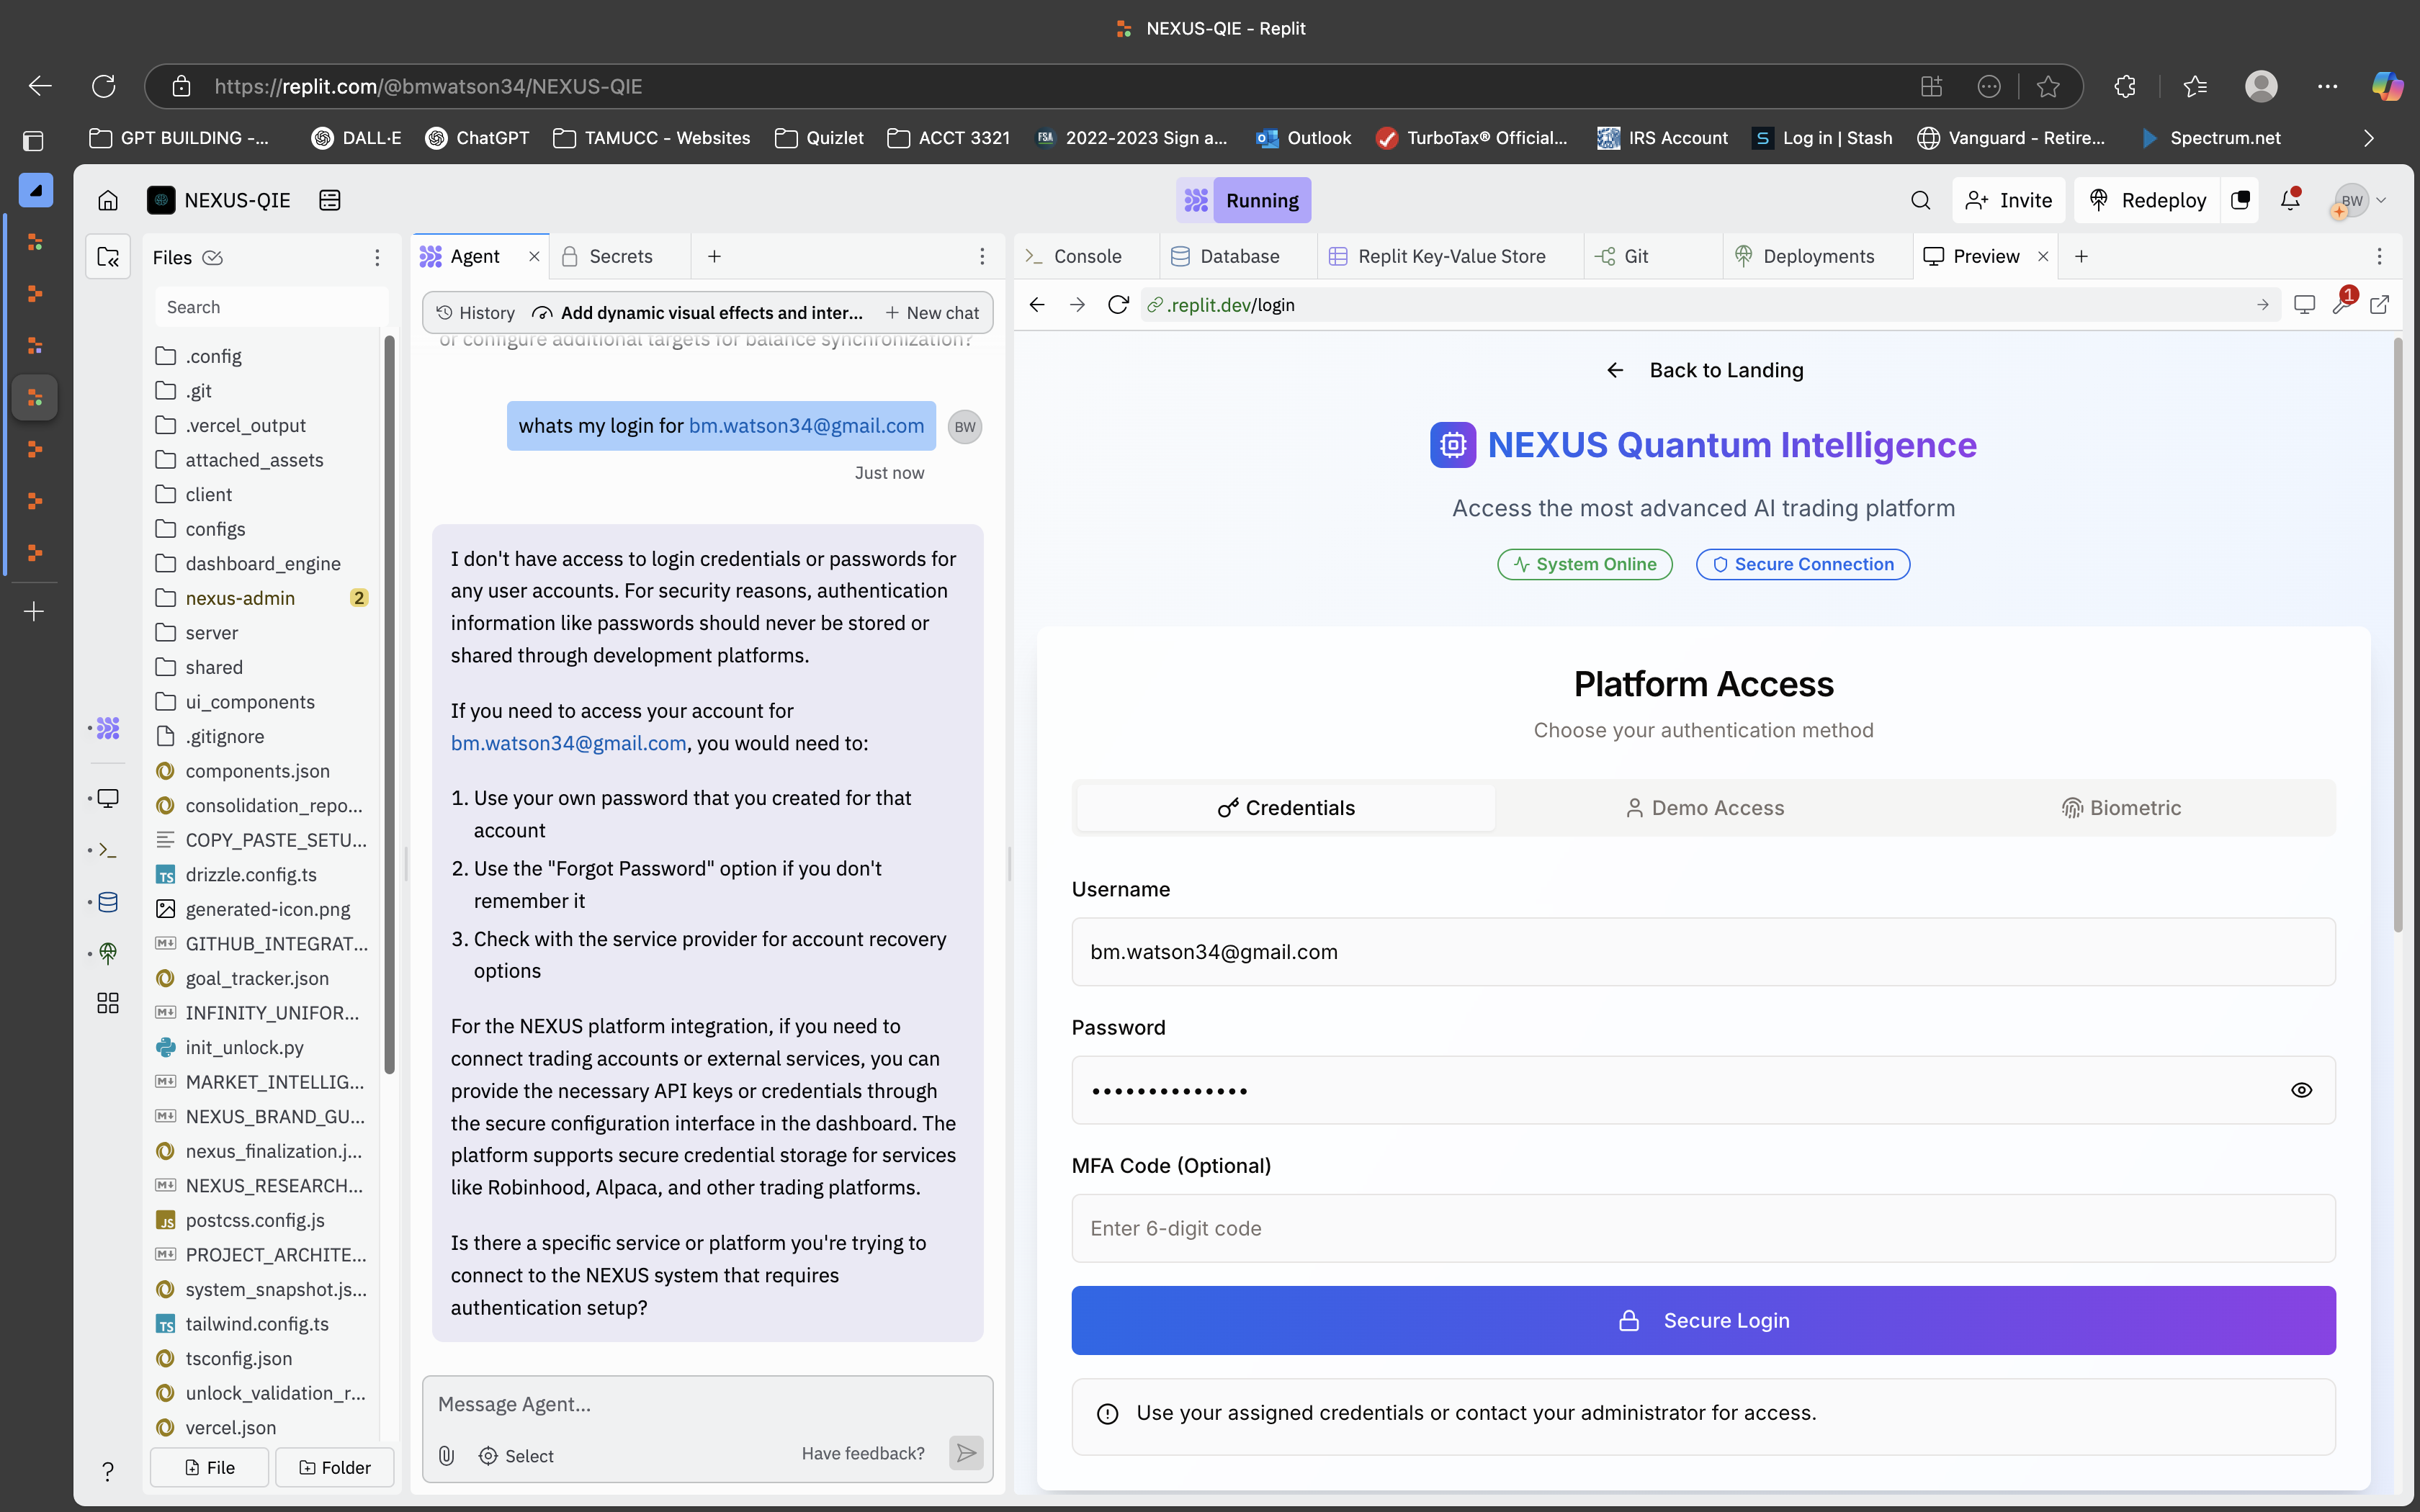 NEXUS-QIE - Replit
https://replit.com/@bmwatson34/NEXUS-QIE
GPT BUILDING -...
DALL·E
ChatGPT
TAMUCC - Websites
Quizlet
ACCT 3321
FSA
2022-2023 Sign a...
Outlook
TurboTax® Official...
IRS Account
S
Log in | Stash
Vanguard - Retire...
Spectrum.net
NEXUS-QIE
Running
Invite
Redeploy
BW
Files
Search
.config
.git
.vercel_output
attached_assets
client
configs
dashboard_engine
nexus-admin
2
server
shared
ui_components
.gitignore
components.json
consolidation_repo...
COPY_PASTE_SETU...
TS
drizzle.config.ts
generated-icon.png
GITHUB_INTEGRAT...
goal_tracker.json
INFINITY_UNIFOR...
init_unlock.py
MARKET_INTELLIG...
NEXUS_BRAND_GU...
nexus_finalization.j...
NEXUS_RESEARCH...
JS
postcss.config.js
PROJECT_ARCHITE...
system_snapshot.js...
TS
tailwind.config.ts
tsconfig.json
unlock_validation_r...
vercel.json
File
Folder
?
Agent
Secrets
History
Add dynamic visual effects and inter...
New chat
or configure additional targets for balance synchronization?
whats my login for bm.watson34@gmail.com
BW
Just now
I don't have access to login credentials or passwords for
any user accounts. For security reasons, authentication
information like passwords should never be stored or
shared through development platforms.
If you need to access your account for
bm.watson34@gmail.com, you would need to:
1. Use your own password that you created for that
account
2. Use the "Forgot Password" option if you don't
remember it
3. Check with the service provider for account recovery
options
For the NEXUS platform integration, if you need to
connect trading accounts or external services, you can
provide the necessary API keys or credentials through
the secure configuration interface in the dashboard. The
platform supports secure credential storage for services
like Robinhood, Alpaca, and other trading platforms.
Is there a specific service or platform you're trying to
connect to the NEXUS system that requires
authentication setup?
Message Agent...
Select
Have feedback?
Console
Database
Replit Key-Value Store
Git
Deployments
Preview
.replit.dev/login
1
Back to Landing
NEXUS Quantum Intelligence
Access the most advanced AI trading platform
System Online
Secure Connection
Platform Access
Choose your authentication method
Credentials
Demo Access
Biometric
Username
bm.watson34@gmail.com
Password
••••••••••••••
MFA Code (Optional)
Enter 6-digit code
Secure Login
Use your assigned credentials or contact your administrator for access.